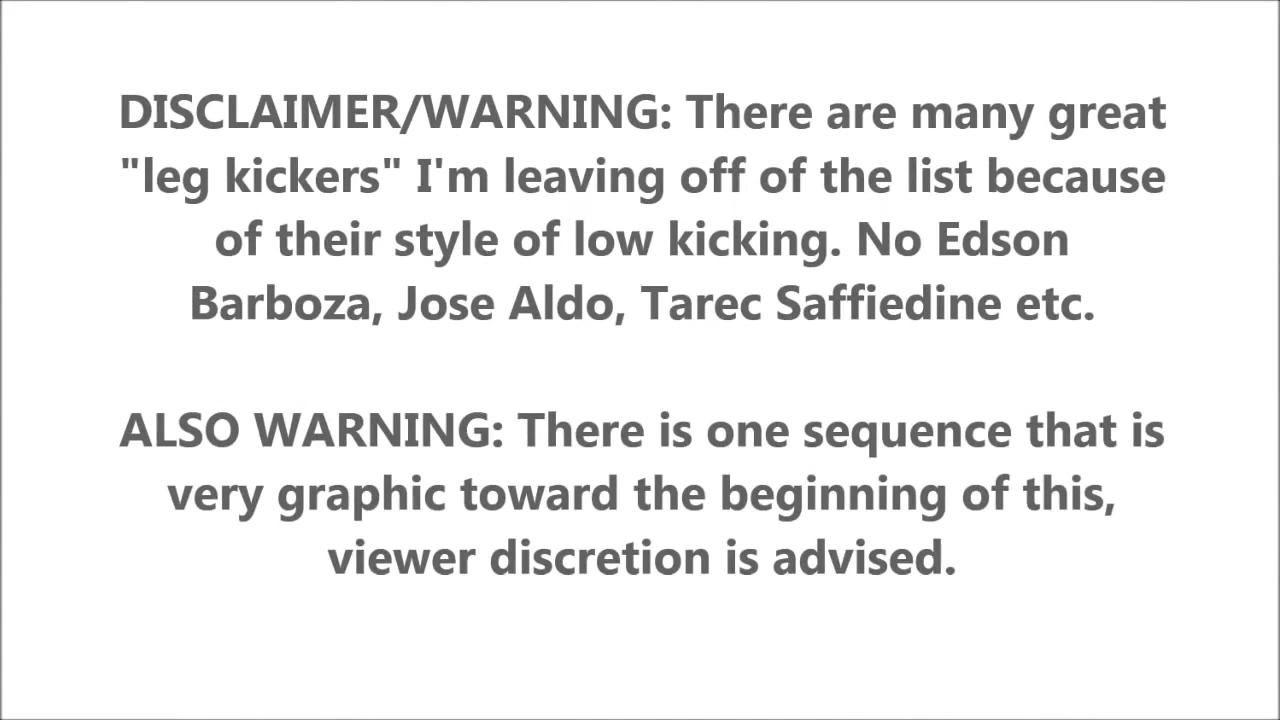 DISCLAIMER/WARNING: There are many great
"leg kickers" I'm leaving off of the list because
of their style of low kicking. No Edson
Barboza, Jose Aldo, Tarec Saffiedine etc.
ALSO WARNING: There is one sequence that is
very graphic toward the beginning of this,
viewer discretion is advised.